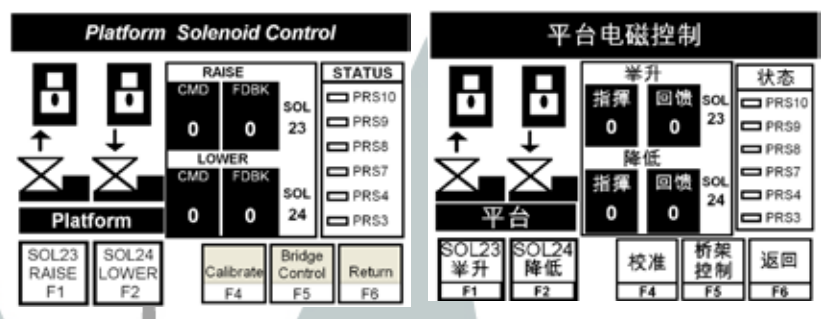 Platform Solenoid Control
RAISE
STATUS
CMD FDBK
0 0
SOL
23
LOWER
CMD FDBK
0 0
SOL
24
PRS10
PRS9
PRS8
PRS7
PRS4
PRS3
Platform
SOL23
RAISE
F1
SOL24
LOWER
F2
Calibrate
F4
Bridge
Control
F5
Return
F6
平台电磁控制
举升
状态
指揮 回馈
0 0
SOL
23
降低
指揮 回馈
0 0
SOL
24
PRS10
PRS9
PRS8
PRS7
PRS4
PRS3
平台
SOL23
举升
F1
SOL24
降低
F2
校准
F4
桥架
控制
F5
返回
F6